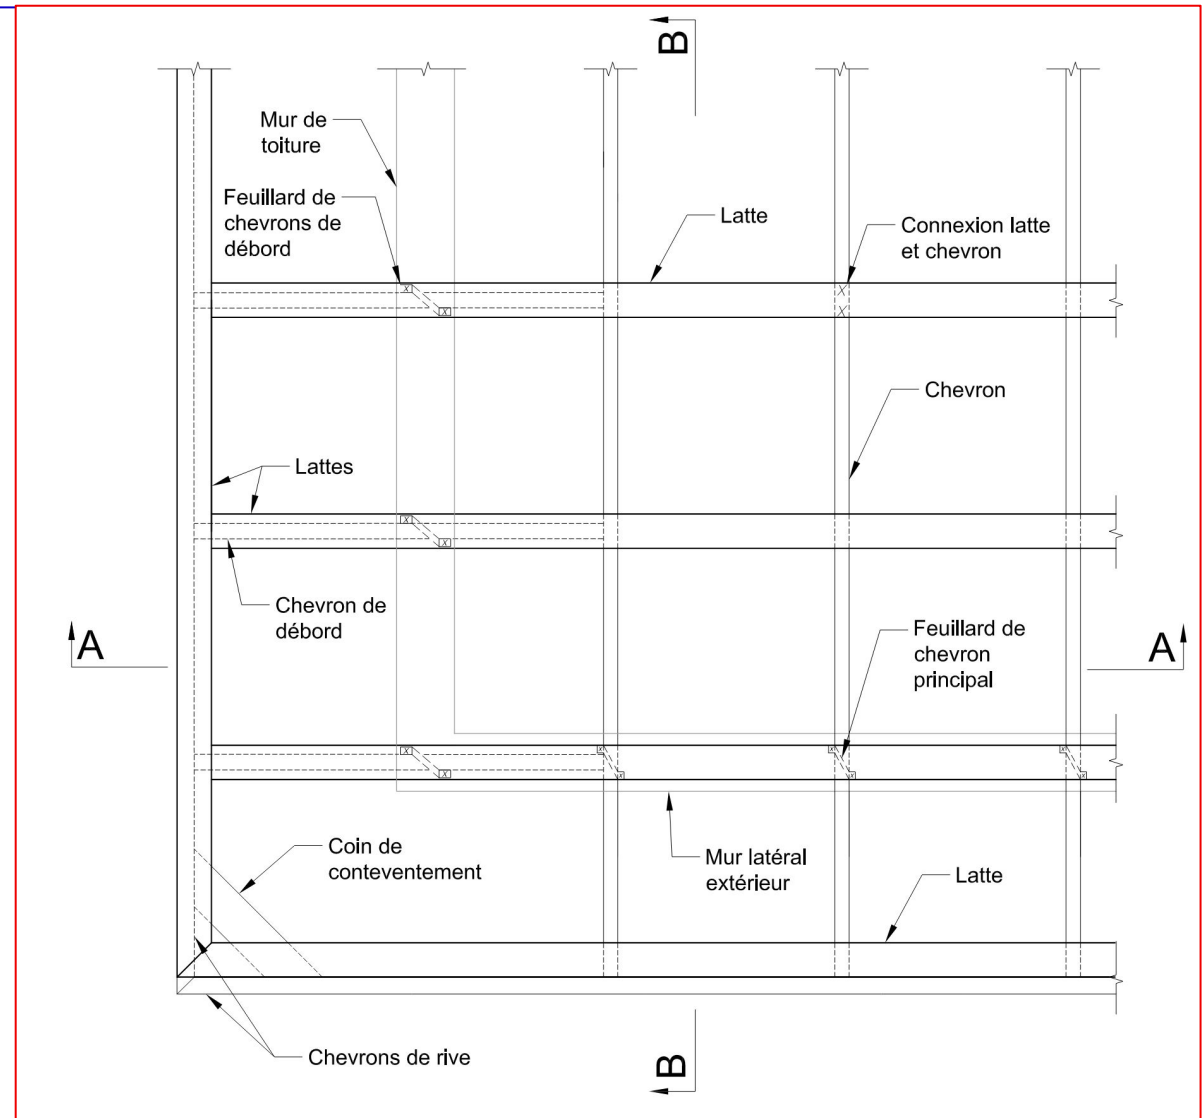 B
Mur de
toiture
Feuillard de
chevrons de
débord
Latte
Connexion latte
et chevron
Chevron
Lattes
Chevron de
débord
A
Feuillard de
chevron
principal
A
Coin de
conteventement
Mur latéral
extérieur
Latte
Chevrons de rive
B